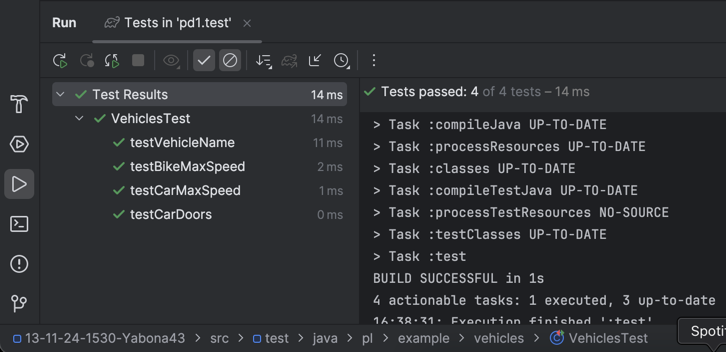 Run
Tests in 'pd1.test'
Test Results 14 ms
VehiclesTest 14 ms
testVehicleName 11 ms
testBikeMaxSpeed 2 ms
testCarMaxSpeed 1 ms
testCarDoors 0 ms
Tests passed: 4 of 4 tests – 14 ms
> Task :compileJava UP-TO-DATE
> Task :processResources UP-TO-DATE
> Task :classes UP-TO-DATE
> Task :compileTestJava UP-TO-DATE
> Task :processTestResources NO-SOURCE
> Task :testClasses UP-TO-DATE
> Task :test
BUILD SUCCESSFUL in 1s
4 actionable tasks: 1 executed, 3 up-to-date
16:38:31: Execution finished ':test'
13-11-24-1530-Yabona43 > src > test > java > pl > example > vehicles > VehiclesTest